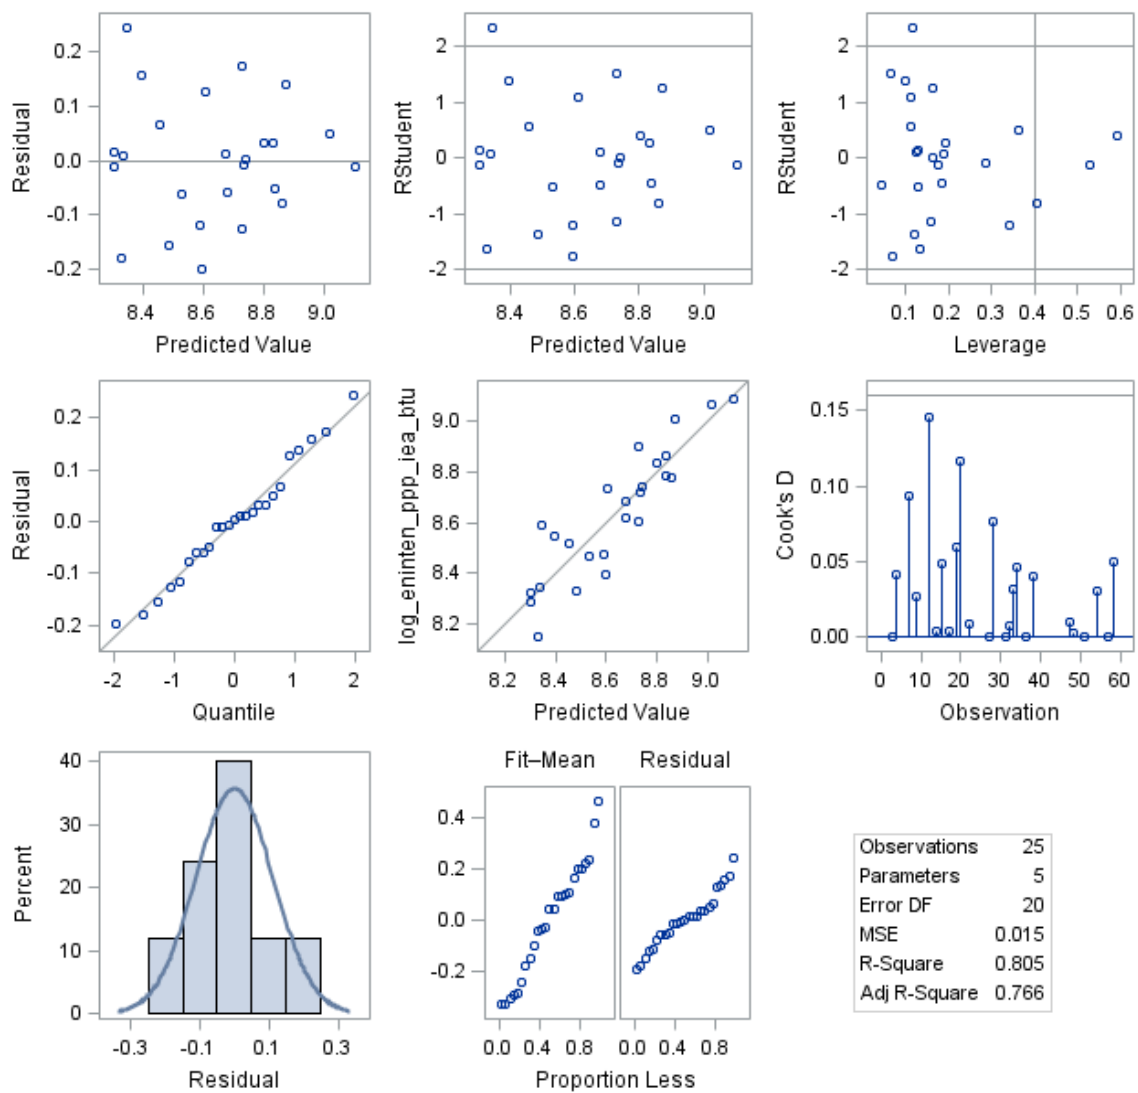 Residual
0.2
0.1
0.0
-0.1
-0.2
8.4 8.6 8.8 9.0
Predicted Value
RStudent
2
1
0
-1
-2
8.4 8.6 8.8 9.0
Predicted Value
RStudent
2
1
0
-1
-2
0.1 0.2 0.3 0.4 0.5 0.6
Leverage
Residual
0.2
0.1
0.0
-0.1
-0.2
-2 -1 0 1 2
Quantile
log_eninten_ppp_iea_btu
9.0
8.8
8.6
8.4
8.2
8.2 8.4 8.6 8.8 9.0
Predicted Value
Cook's D
0.15
0.10
0.05
0.00
0 10 20 30 40 50 60
Observation
Percent
40
30
20
10
0
-0.3 -0.1 0.1 0.3
Residual
Fit–Mean Residual
0.4
0.2
0.0
-0.2
0.0 0.4 0.8 0.0 0.4 0.8
Proportion Less
Observations 25
Parameters 5
Error DF 20
MSE 0.015
R-Square 0.805
Adj R-Square 0.766